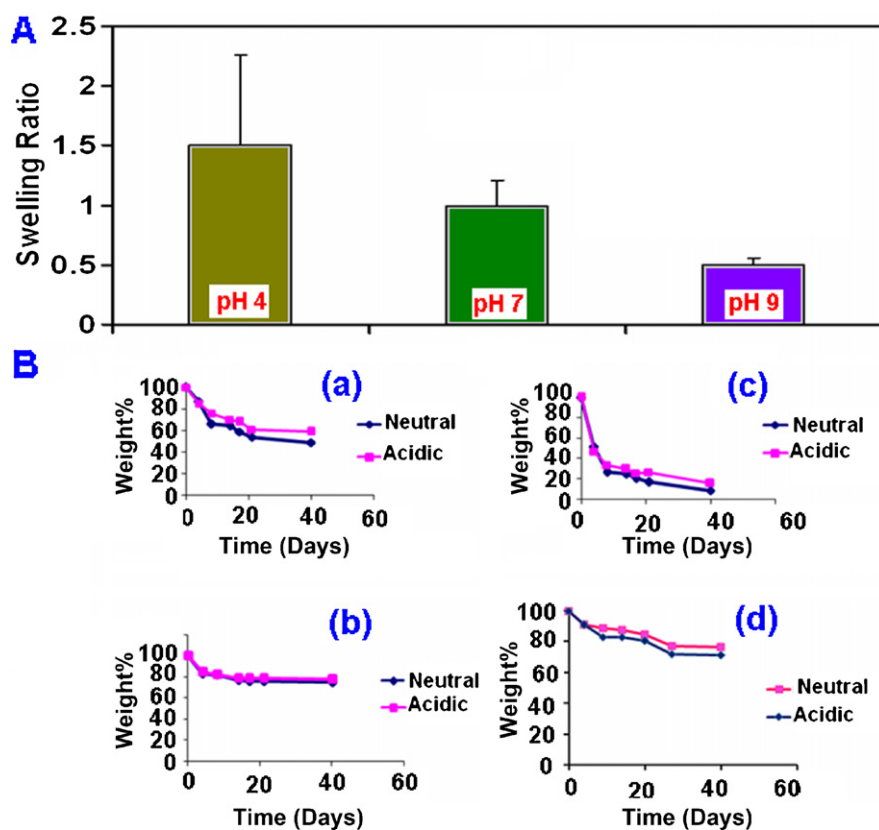 A
2.5
2
1.5
1
0.5
0
Swelling Ratio
pH 4
pH 7
pH 9
B
(a)
100
80
60
40
20
0
Weight%
0 20 40 60
Time (Days)
Neutral
Acidic
(c)
100
80
60
40
20
0
Weight%
0 20 40 60
Time (Days)
Neutral
Acidic
(b)
100
80
60
40
20
0
Weight%
0 20 40 60
Time (Days)
Neutral
Acidic
(d)
100
80
60
40
20
0
Weight%
0 20 40 60
Time (Days)
Neutral
Acidic